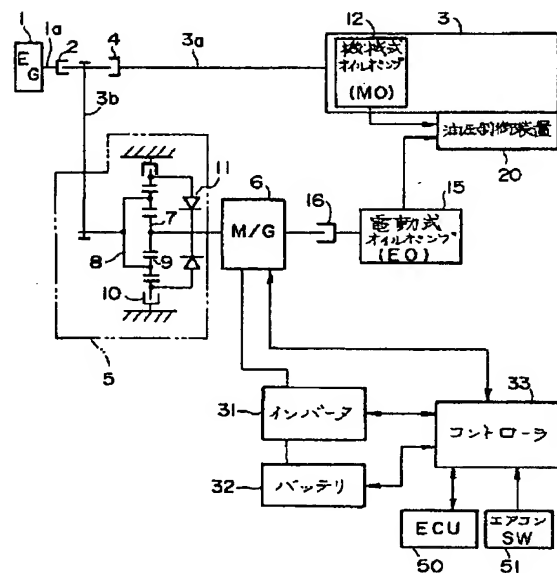 1
1a
2
4
3a
12
3
E
G
機械式
オイルポンプ
(MO)
3b
油圧制御装置
20
11
6
16
15
7
M/G
電動式
オイルポンプ
(EO)
8
9
10
5
33
31
インバータ
コントローラ
32
バッテリ
ECU
エアコン
SW
50
51